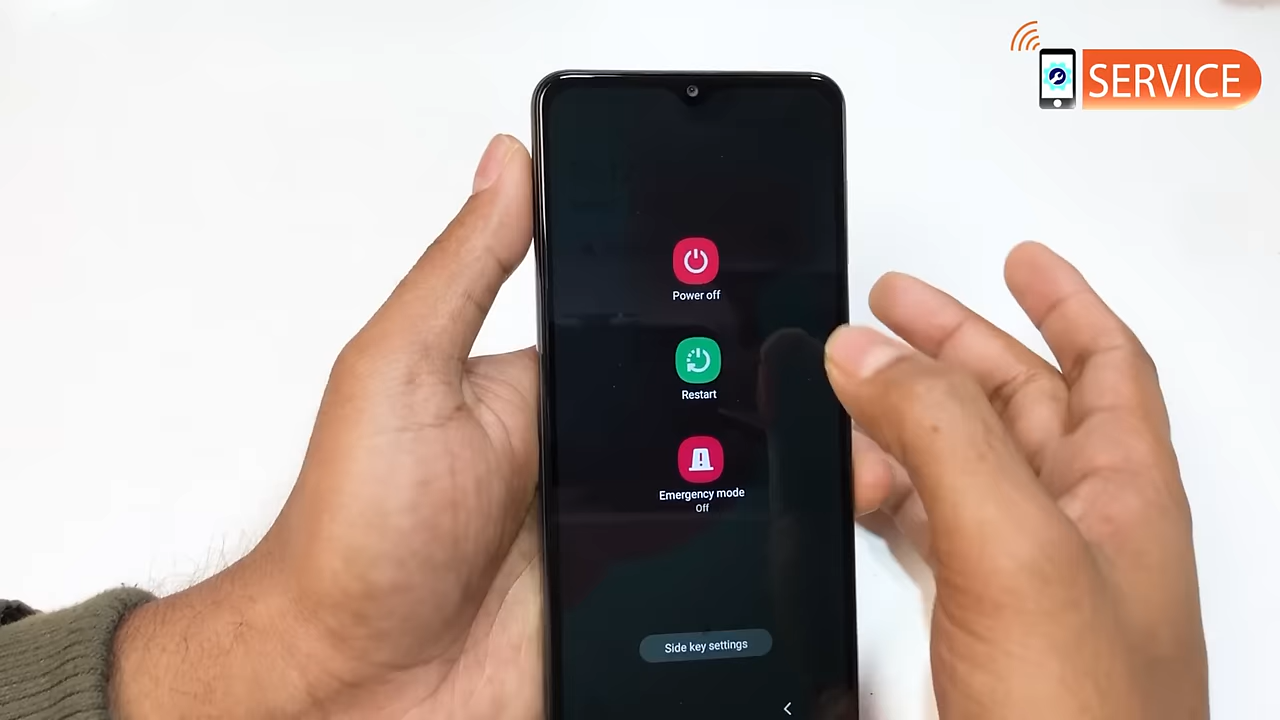 SERVICE
Power off
Restart
Emergency mode
Off
Side key settings